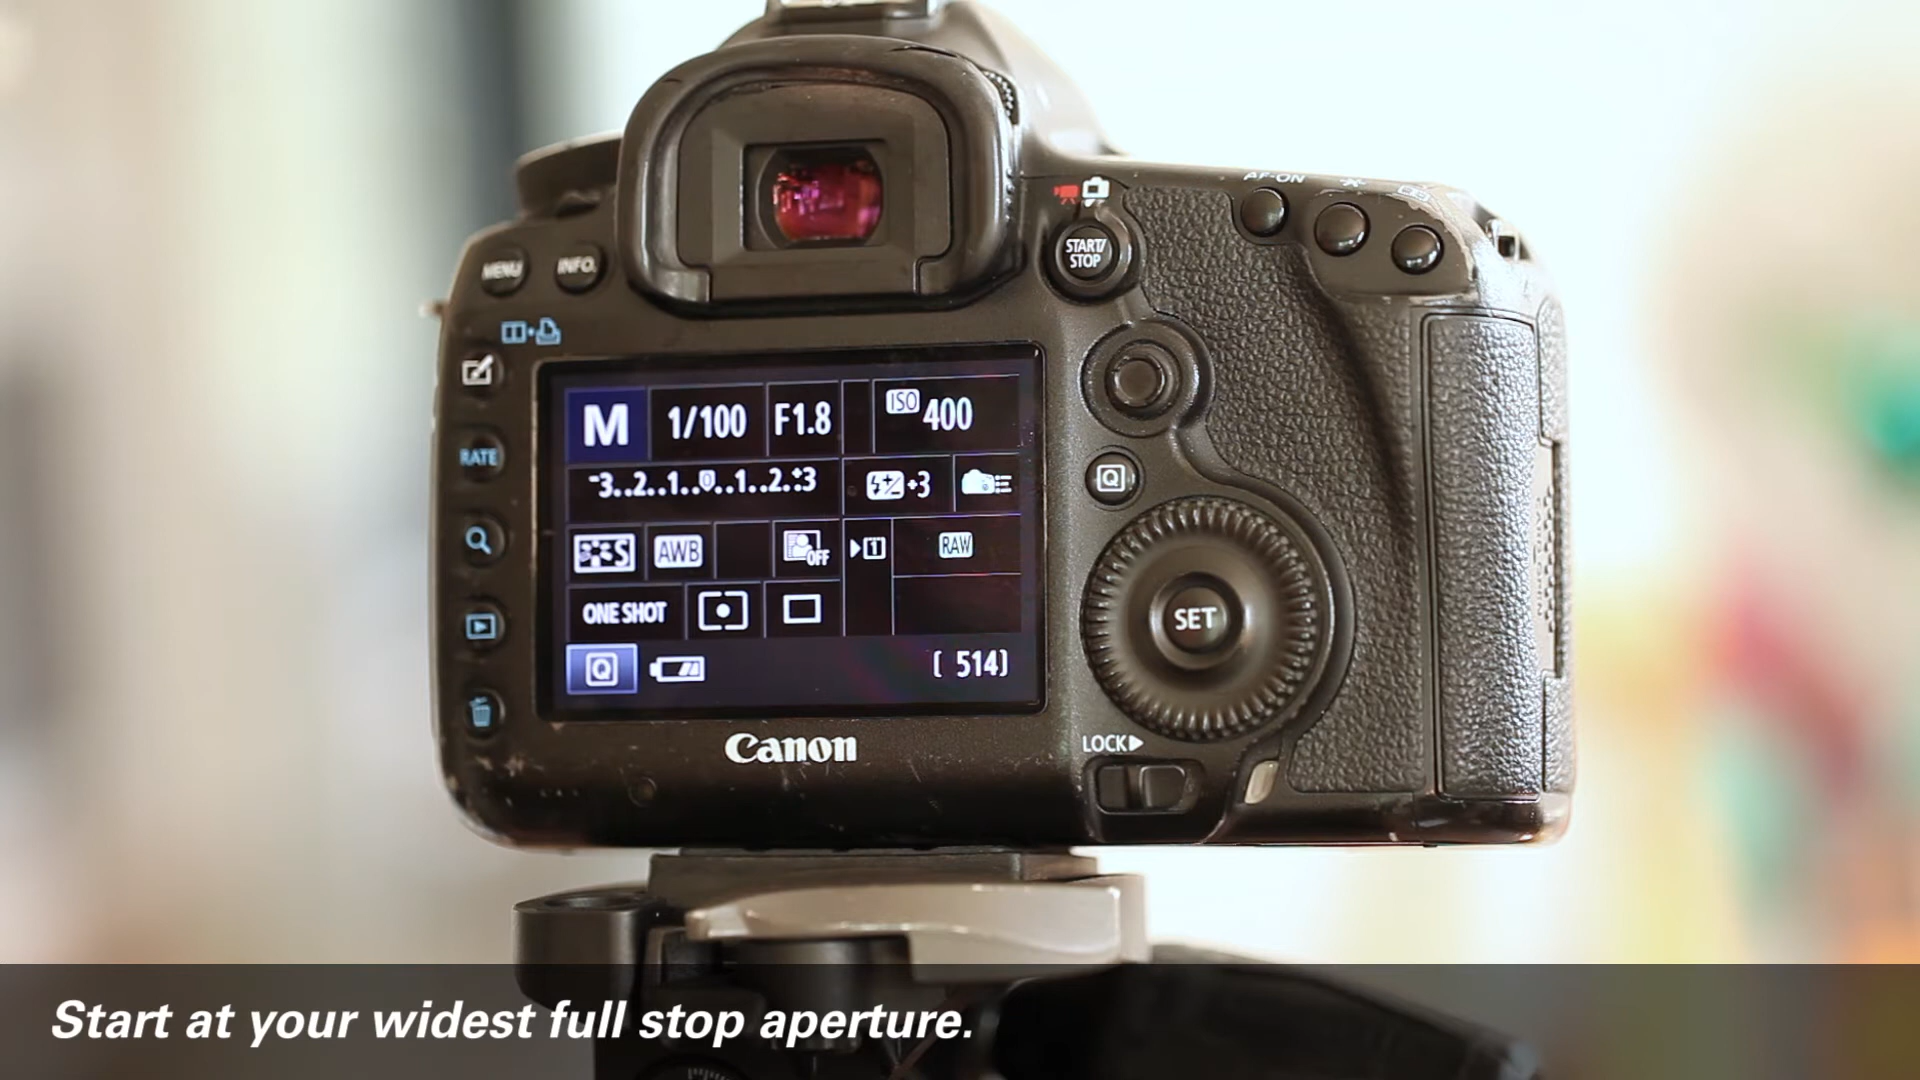 AF-ON
START/
STOP
MENU
INFO.
RATE
M 1/100 F1.8 ISO 400
-3..2..1..0..1..2..+3 +3
S AWB OFF 1 RAW
ONE SHOT
Q [ 514]
Q
SET
LOCK
Canon
Start at your widest full stop aperture.